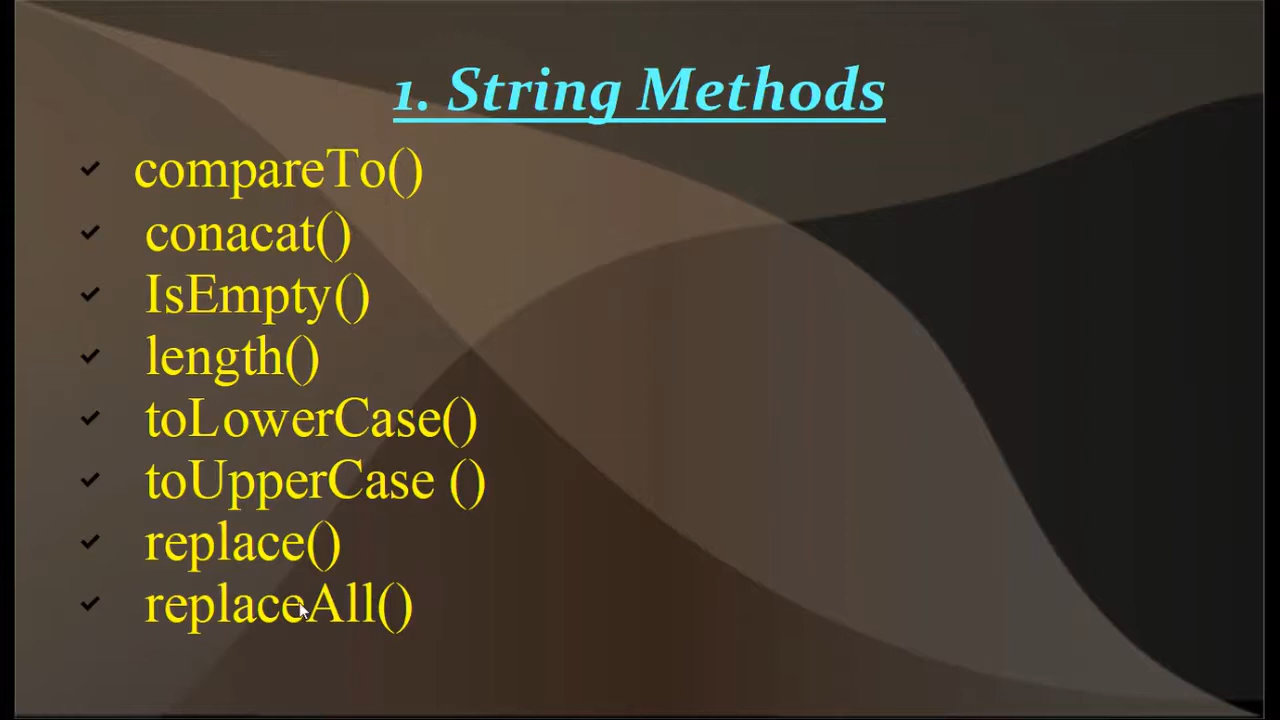 1. String Methods
compareTo()
conacat()
IsEmpty()
length()
toLowerCase()
toUpperCase ()
replace()
replaceAll()